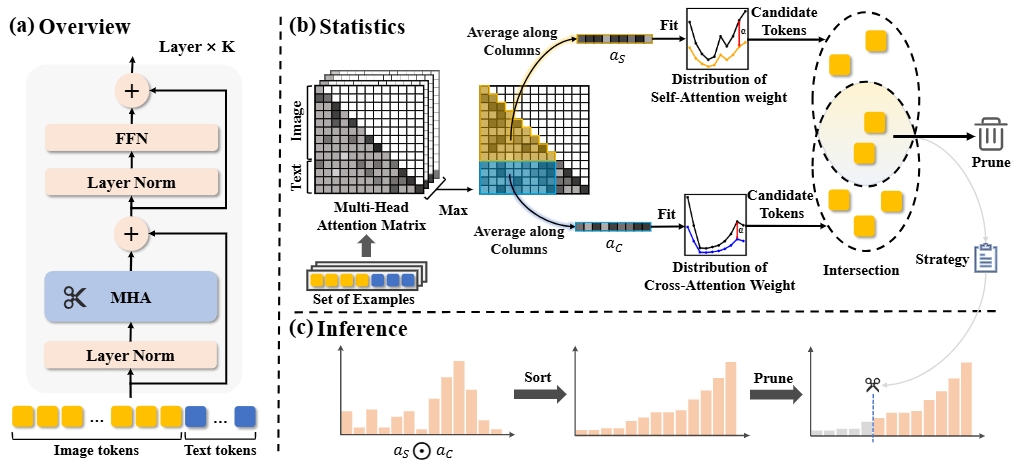 (a) Overview
Layer × K
+
FFN
Layer Norm
+
MHA
Layer Norm
...
...
Image tokens
Text tokens
(b) Statistics
Image
Text
Multi-Head
Attention Matrix
Set of Examples
Max
Average along
Columns
a_S
Fit
α
Distribution of
Self-Attention weight
Candidate
Tokens
Average along
Columns
a_C
Fit
α
Distribution of
Cross-Attention Weight
Candidate
Tokens
Intersection
Prune
Strategy
(c) Inference
a_S ⊙ a_C
Sort
Prune